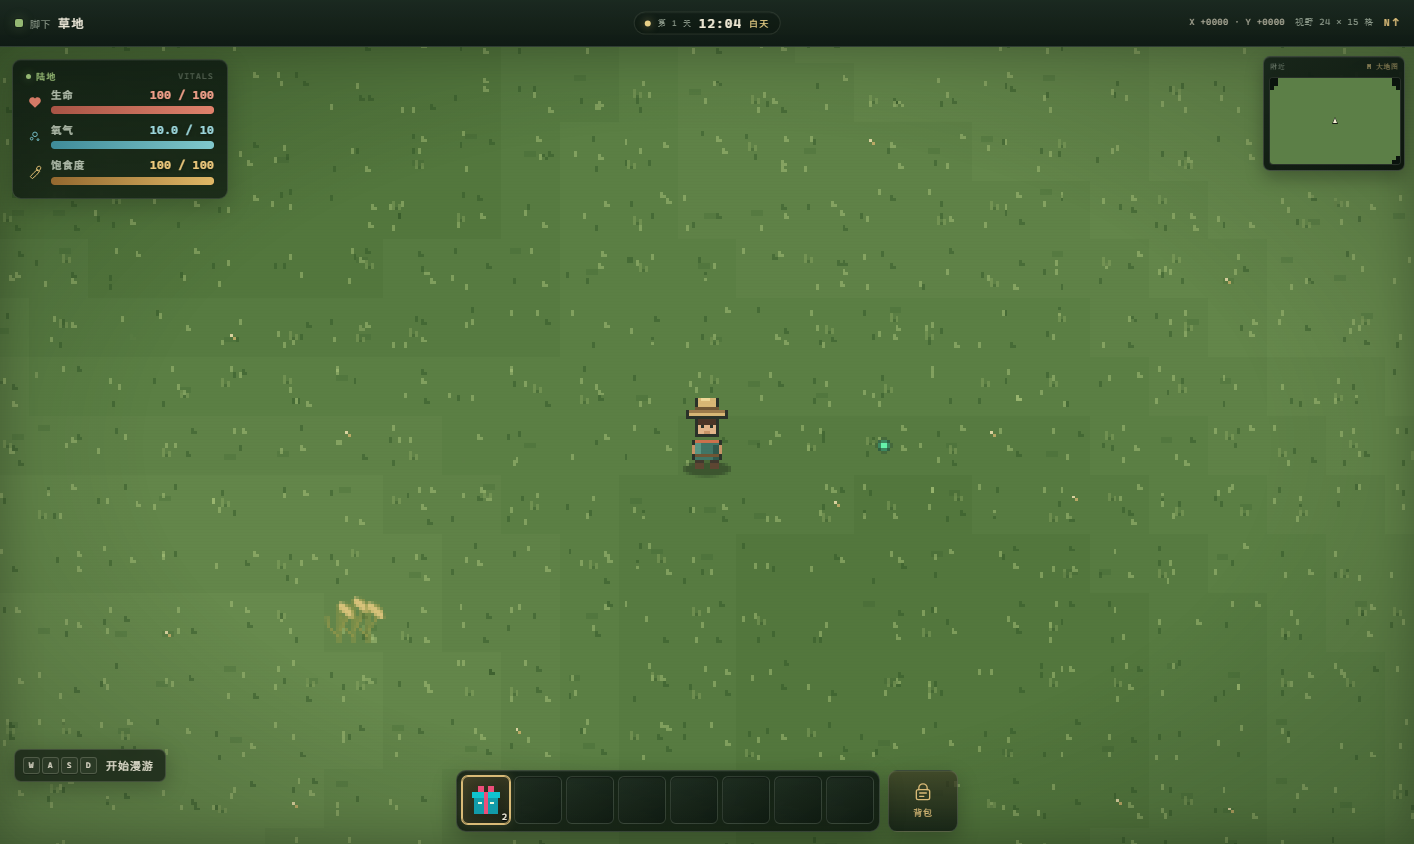 脚下 草地
第 1 天 12:04 白天
X +0000 · Y +0000 视野 24 × 15 格 N↑
陆地 VITALS
生命 100 / 100
氧气 10.0 / 10
饱食度 100 / 100
附近 M 大地图
W A S D 开始漫游
2
背包